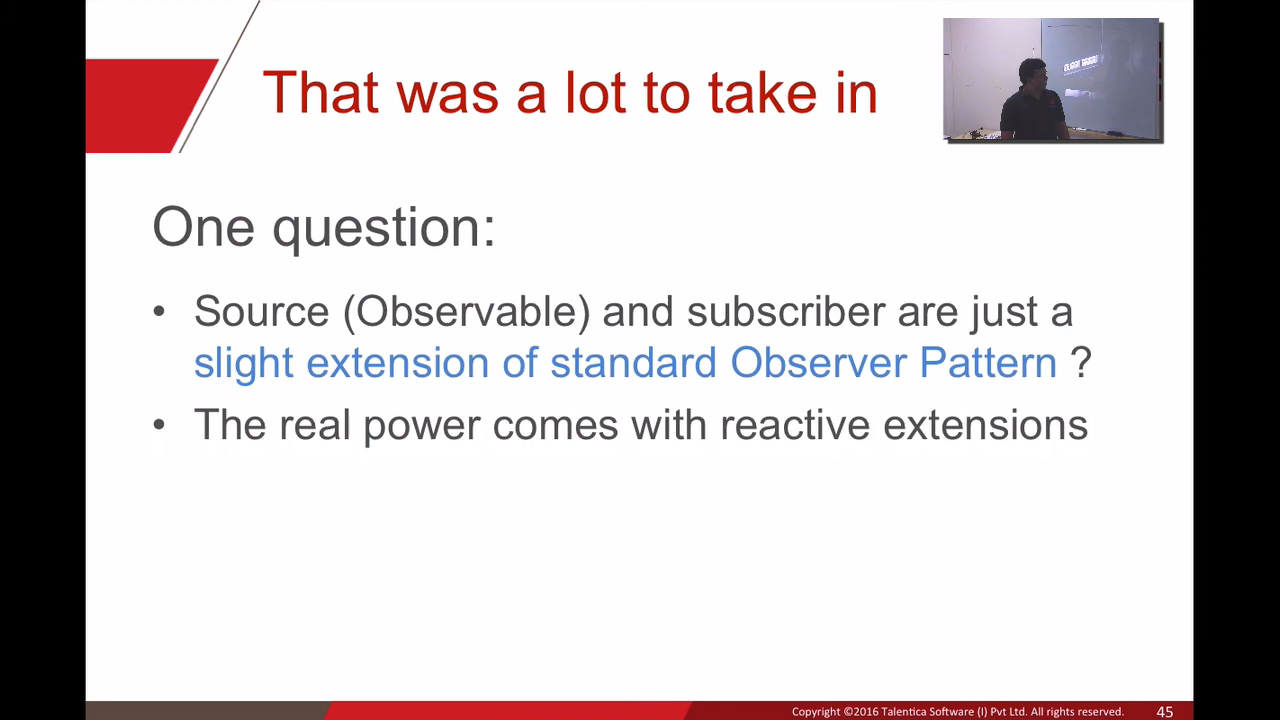 That was a lot to take in
One question:
• Source (Observable) and subscriber are just a
slight extension of standard Observer Pattern ?
• The real power comes with reactive extensions
Copyright ©2016 Talentica Software (I) Pvt Ltd. All rights reserved.
45